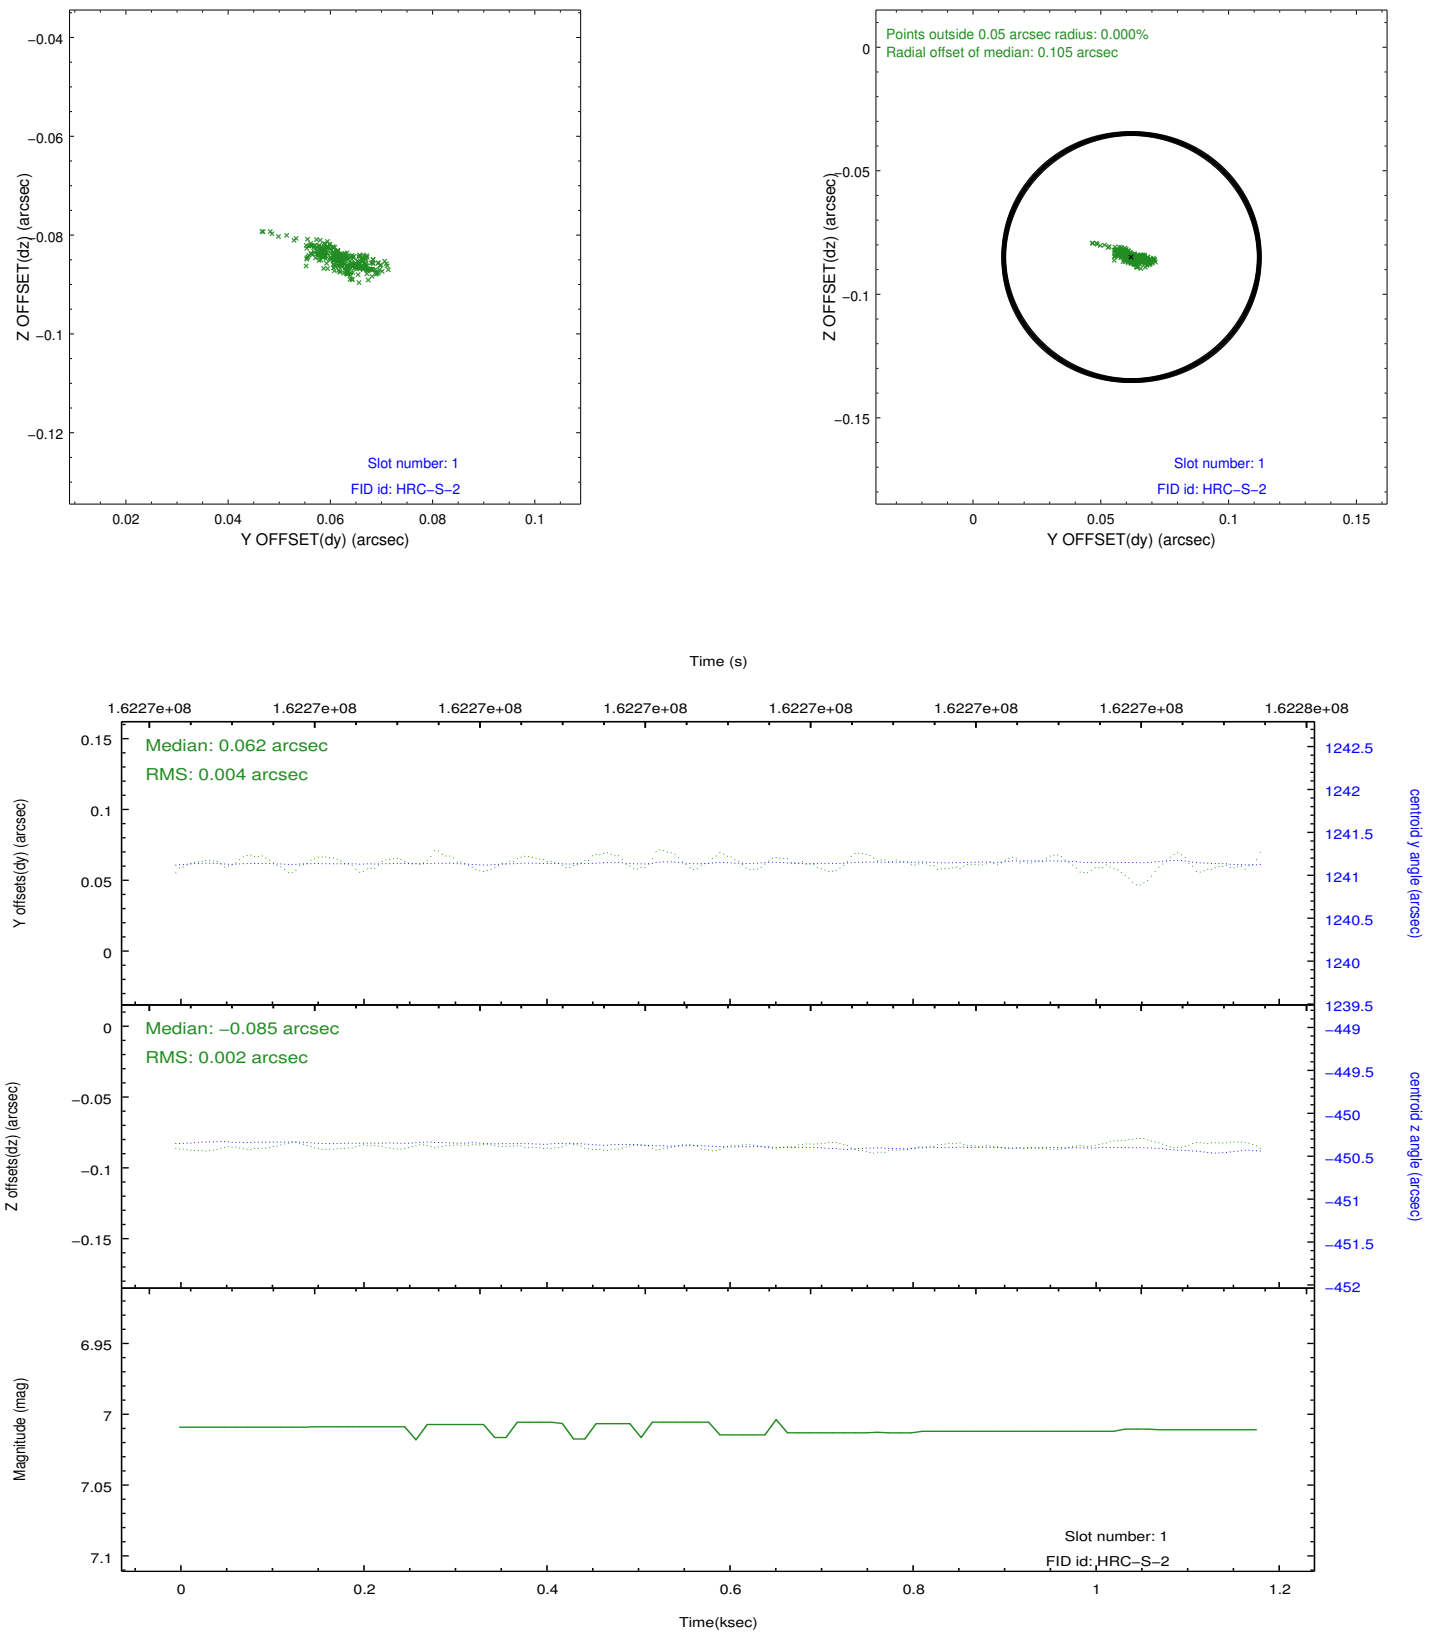 −0.04
−0.06
−0.08
−0.1
−0.12
Z OFFSET(dz) (arcsec)
Slot number: 1
FID id: HRC−S−2
0.02 0.04 0.06 0.08 0.1
Y OFFSET(dy) (arcsec)
Points outside 0.05 arcsec radius: 0.000%
Radial offset of median: 0.105 arcsec
0
−0.05
−0.1
−0.15
Z OFFSET(dz) (arcsec)
Slot number: 1
FID id: HRC−S−2
0 0.05 0.1 0.15
Y OFFSET(dy) (arcsec)
Time (s)
1.6227e+08 1.6227e+08 1.6227e+08 1.6227e+08 1.6227e+08 1.6227e+08 1.6227e+08 1.6228e+08
Median: 0.062 arcsec
RMS: 0.004 arcsec
0.15
0.1
0.05
0
Y offsets(dy) (arcsec)
1242.5
1242
1241.5
1241
1240.5
1240
1239.5
centroid y angle (arcsec)
Median: −0.085 arcsec
RMS: 0.002 arcsec
0
−0.05
−0.1
−0.15
Z offsets(dz) (arcsec)
−449
−449.5
−450
−450.5
−451
−451.5
−452
centroid z angle (arcsec)
6.95
7
7.05
7.1
Magnitude (mag)
Slot number: 1
FID id: HRC−S−2
0 0.2 0.4 0.6 0.8 1 1.2
Time(ksec)